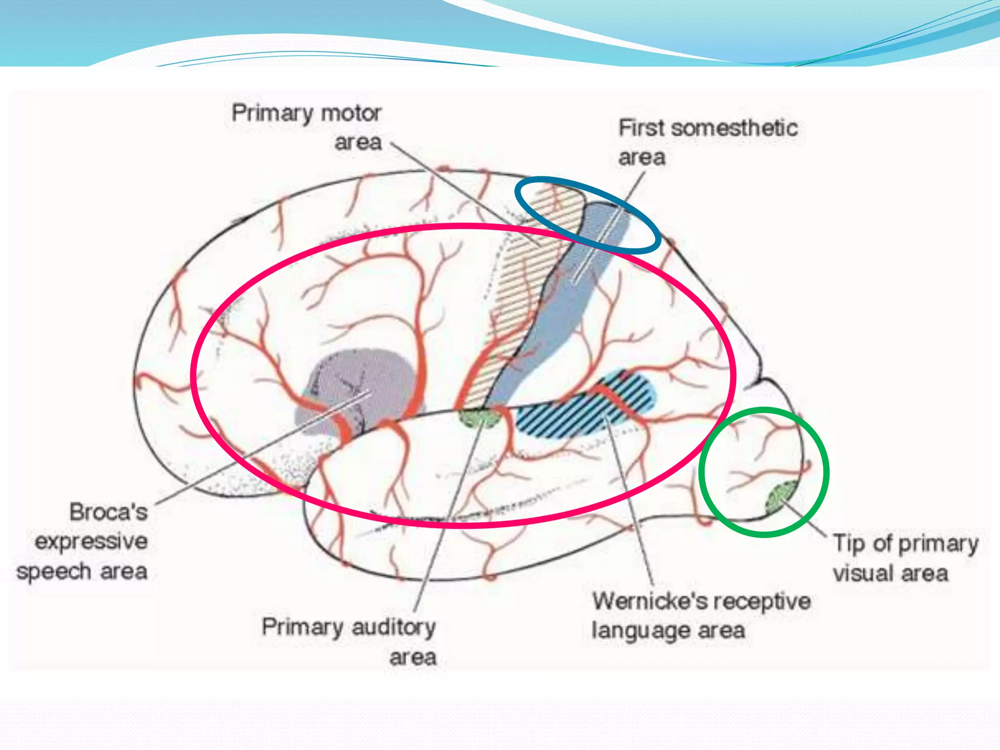 Primary motor
area
First somesthetic
area
Broca's
expressive
speech area
Tip of primary
visual area
Wernicke's receptive
language area
Primary auditory
area